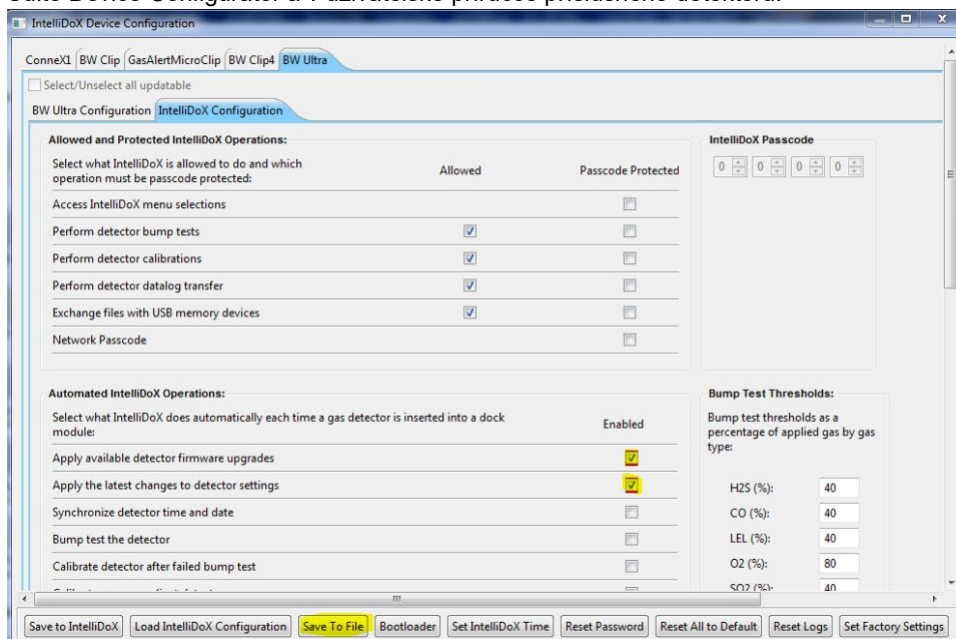 Suite Device Configurator a v uživatelské příručce příslušného detektoru.
IntelliDoX Device Configuration
ConneX1 BW Clip GasAlertMicroClip BW Clip4 BW Ultra
Select/Unselect all updatable
BW Ultra Configuration IntelliDoX Configuration
Allowed and Protected IntelliDoX Operations:
Select what IntelliDoX is allowed to do and which
operation must be passcode protected:
Allowed
Passcode Protected
Access IntelliDoX menu selections
Perform detector bump tests
Perform detector calibrations
Perform detector datalog transfer
Exchange files with USB memory devices
Network Passcode
IntelliDoX Passcode
0 0 0 0
Automated IntelliDoX Operations:
Select what IntelliDoX does automatically each time a gas detector is inserted into a dock
module:
Enabled
Apply available detector firmware upgrades
Apply the latest changes to detector settings
Synchronize detector time and date
Bump test the detector
Calibrate detector after failed bump test
Bump Test Thresholds:
Bump test thresholds as a
percentage of applied gas by gas
type:
H2S (%): 40
CO (%): 40
LEL (%): 40
O2 (%): 80
SO2 (%): 40
Save to IntelliDoX Load IntelliDoX Configuration Save To File Bootloader Set IntelliDoX Time Reset Password Reset All to Default Reset Logs Set Factory Settings